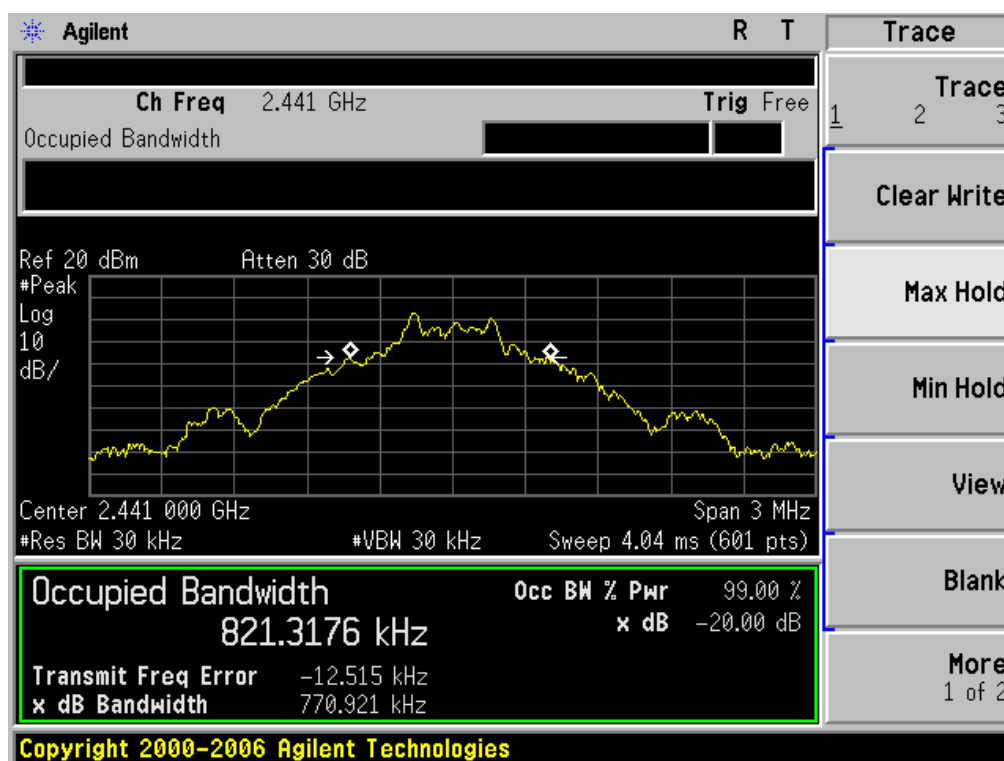 Agilent R T Trace
Ch Freq 2.441 GHz Trig Free
Occupied Bandwidth
Trace
1 2 3
Clear Write
Max Hold
Min Hold
View
Blank
More
1 of 2
Ref 20 dBm Atten 30 dB
#Peak
Log
10
dB/
Center 2.441 000 GHz Span 3 MHz
#Res BW 30 kHz #VBW 30 kHz Sweep 4.04 ms (601 pts)
Occupied Bandwidth Occ BW % Pwr 99.00 %
821.3176 kHz x dB -20.00 dB
Transmit Freq Error -12.515 kHz
x dB Bandwidth 770.921 kHz
Copyright 2000-2006 Agilent Technologies